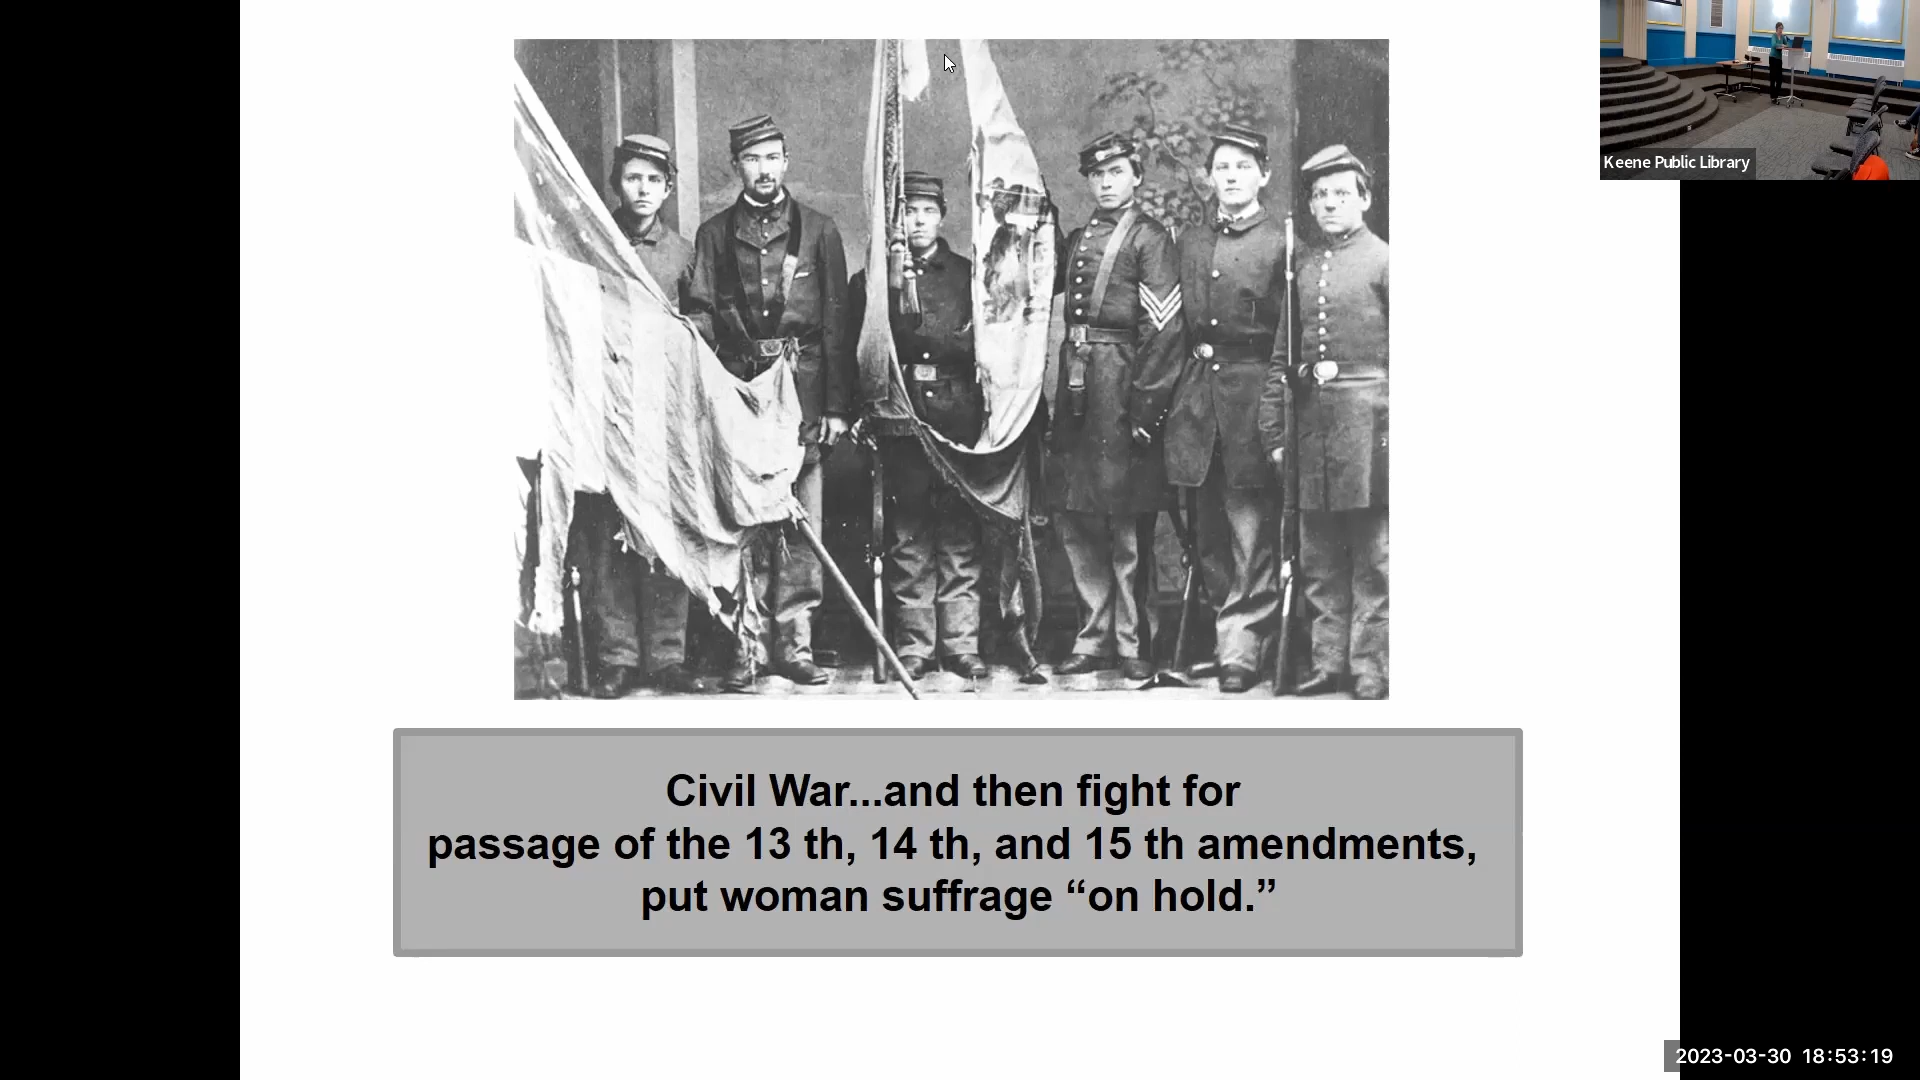 Keene Public Library
Civil War...and then fight for
passage of the 13 th, 14 th, and 15 th amendments,
put woman suffrage “on hold.”
2023-03-30 18:53:19